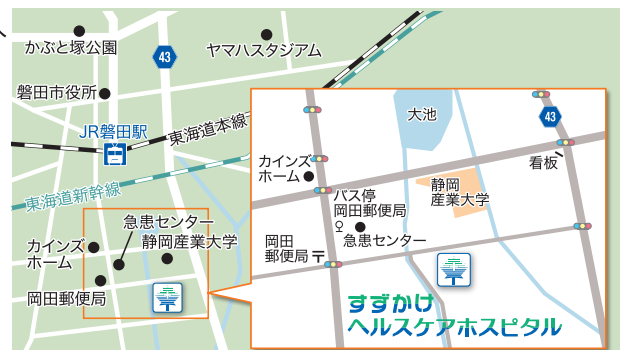 かぶと塚公園
43
ヤマハスタジアム
磐田市役所
JR磐田駅
東海道本線
東海道新幹線
急患センター
静岡産業大学
カインズ
ホーム
岡田郵便局
大池
43
看板
カインズ
ホーム
静岡
産業大学
バス停
岡田郵便局
急患センター
岡田
郵便局〒
すずかけ
ヘルスケアホスピタル